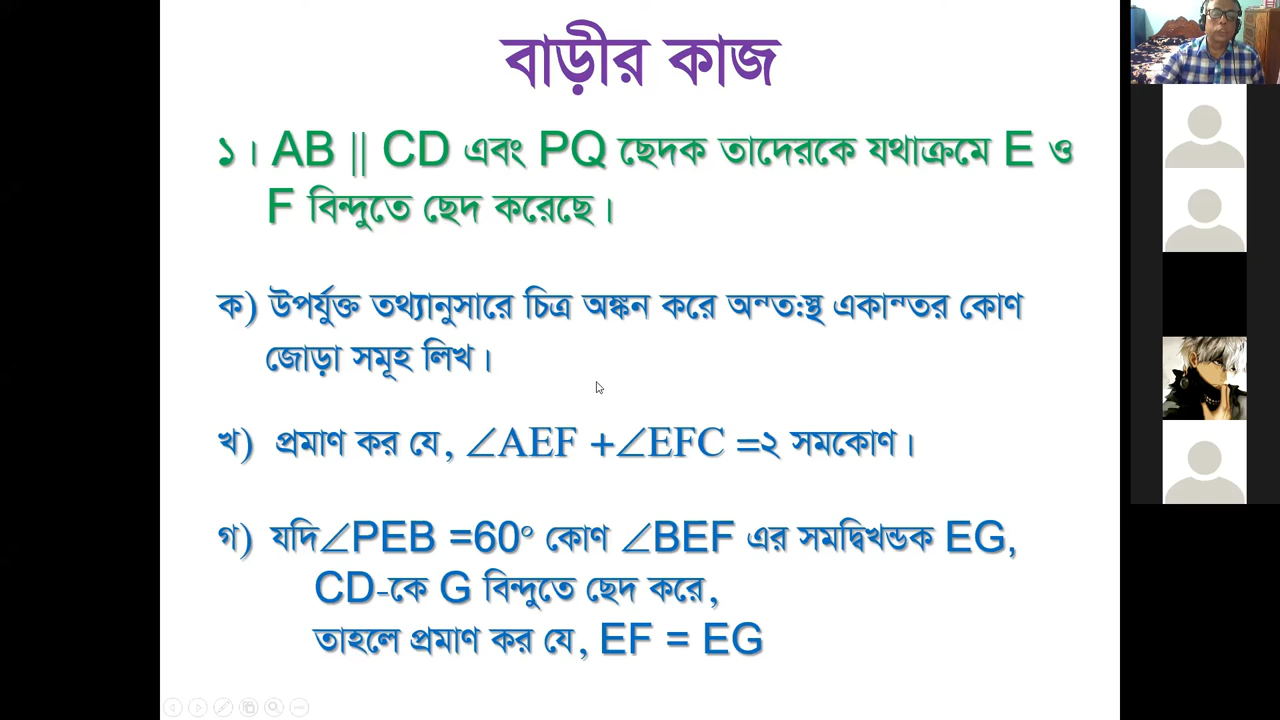 বাড়ীর কাজ
১। AB || CD এবং PQ ছেদক তাদেরকে যথাক্রমে E ও
F বিন্দুতে ছেদ করেছে।
ক) উপর্যুক্ত তথ্যানুসারে চিত্র অঙ্কন করে অন্ত:স্থ একান্তর কোণ
জোড়া সমূহ লিখ।
খ) প্রমাণ কর যে, ∠AEF +∠EFC =২ সমকোণ।
গ) যদি∠PEB =60° কোণ ∠BEF এর সমদ্বিখন্ডক EG,
CD-কে G বিন্দুতে ছেদ করে,
তাহলে প্রমাণ কর যে, EF = EG